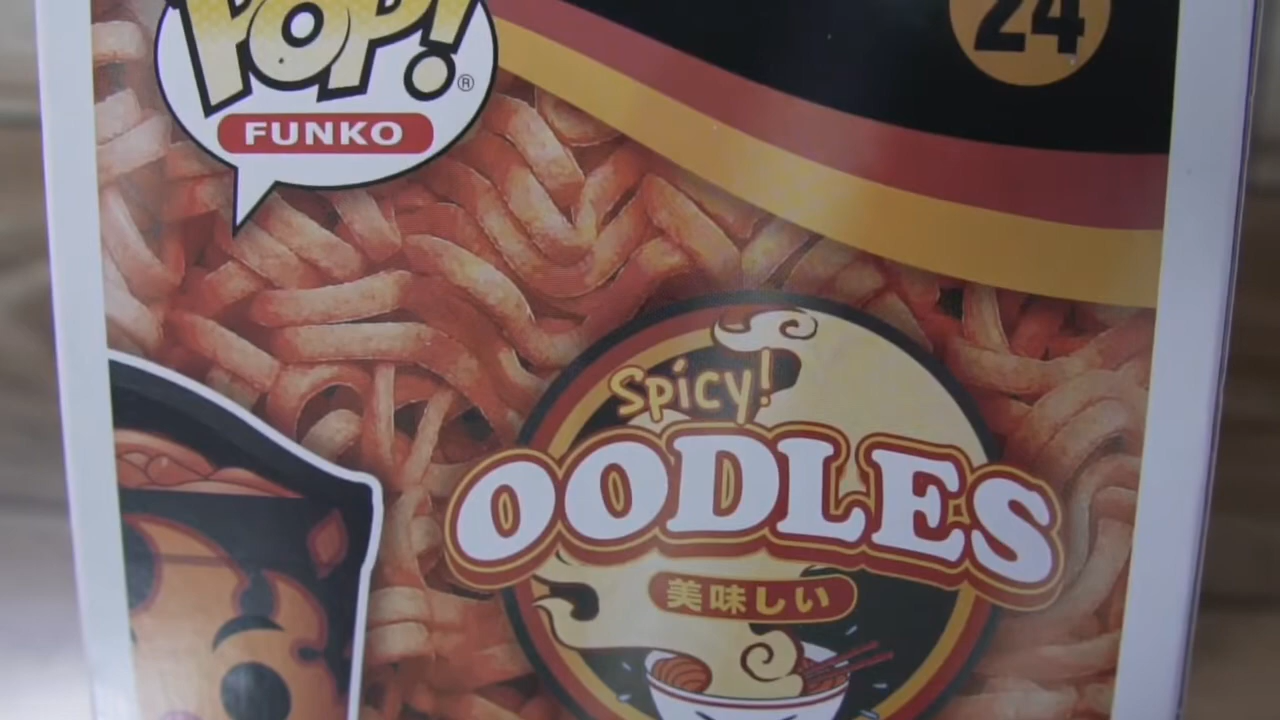 POP!
®
FUNKO
24
Spicy!
OODLES
美味しい